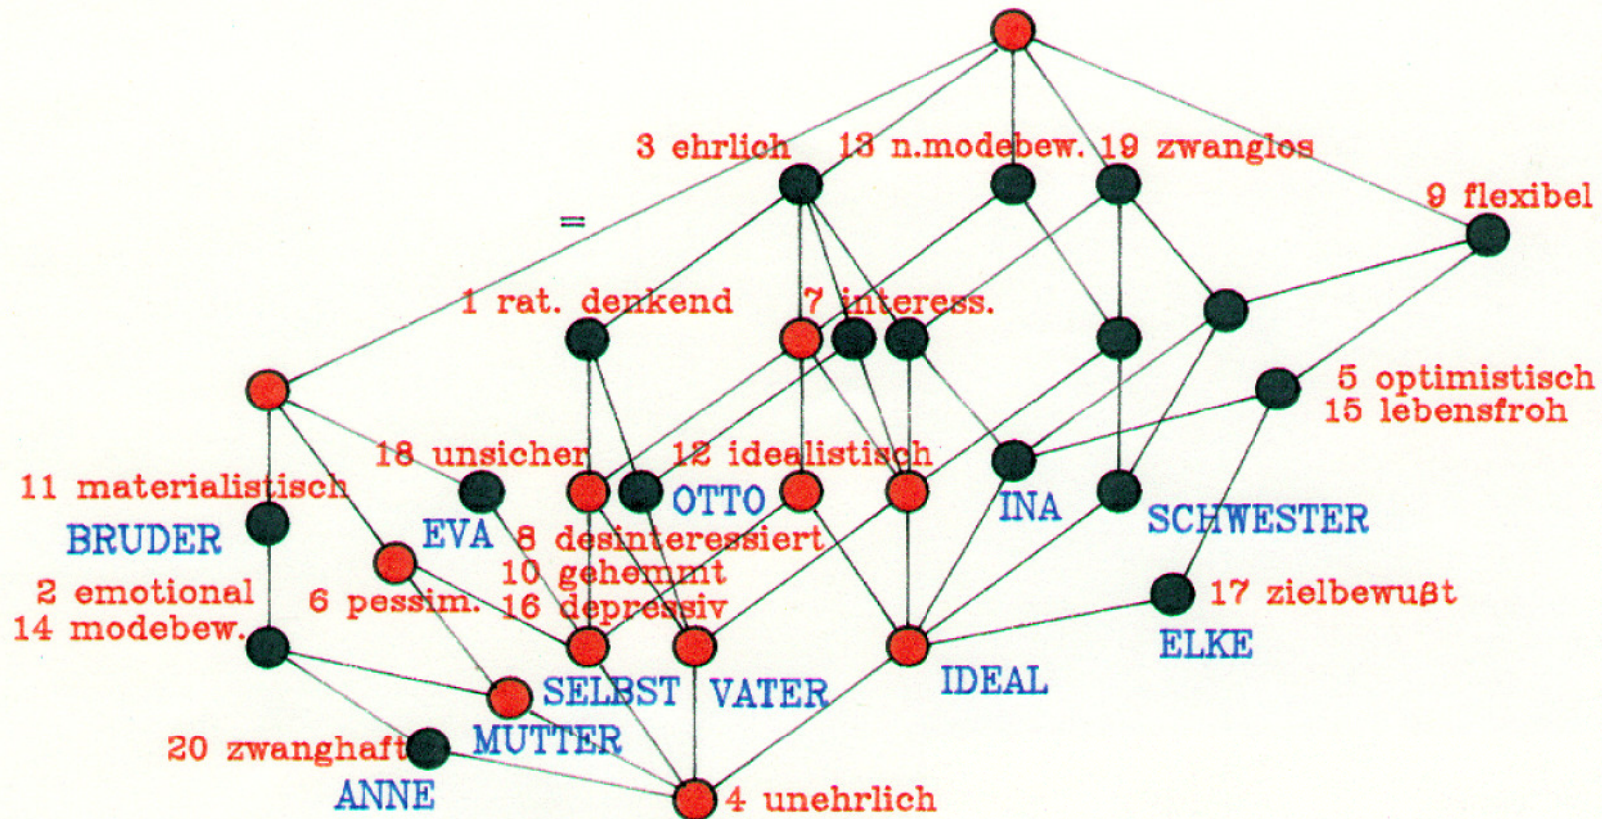 3 ehrlich
13 n.modebew.
19 zwanglos
9 flexibel
=
1 rat. denkend
7 interess.
5 optimistisch
15 lebensfroh
18 unsicher
12 idealistisch
11 materialistisch
OTTO
INA
SCHWESTER
BRUDER
EVA
8 desinteressiert
10 gehemmt
16 depressiv
2 emotional
14 modebew.
6 pessim.
17 zielbewußt
ELKE
SELBST
VATER
IDEAL
MUTTER
20 zwanghaft
ANNE
4 unehrlich